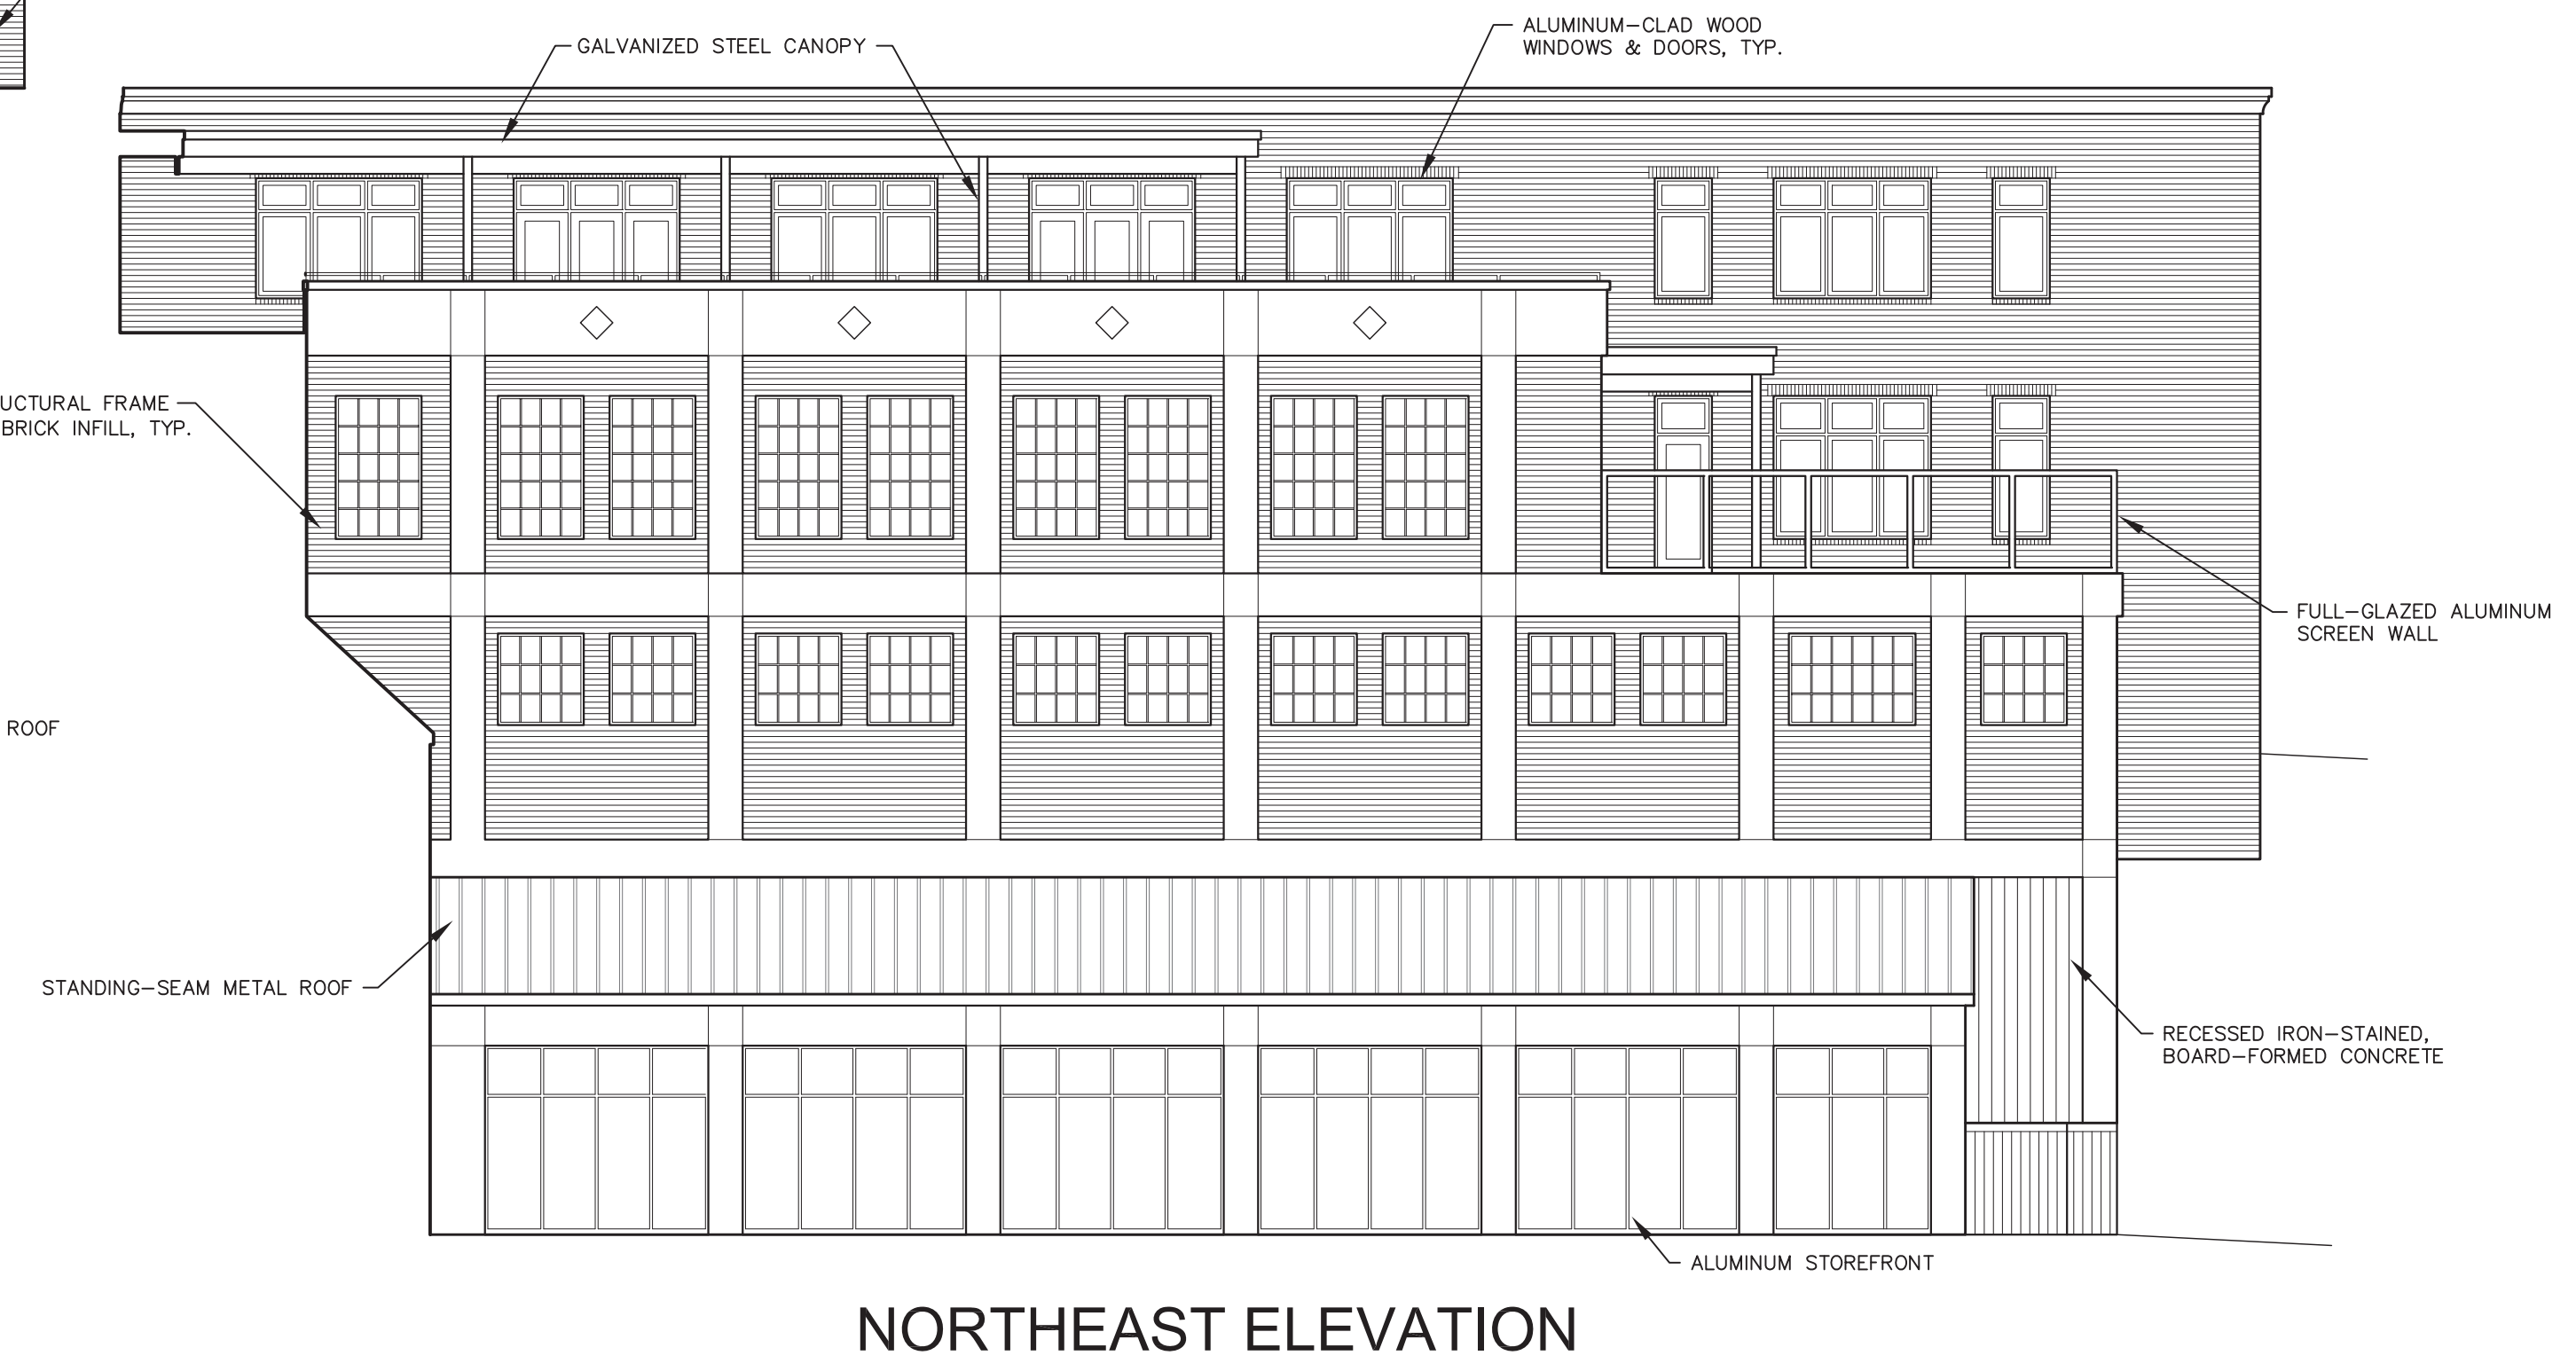 GALVANIZED STEEL CANOPY
ALUMINUM-CLAD WOOD
WINDOWS & DOORS, TYP.
UCTURAL FRAME
BRICK INFILL, TYP.
FULL-GLAZED ALUMINUM
SCREEN WALL
ROOF
STANDING-SEAM METAL ROOF
RECESSED IRON-STAINED,
BOARD-FORMED CONCRETE
ALUMINUM STOREFRONT
NORTHEAST ELEVATION